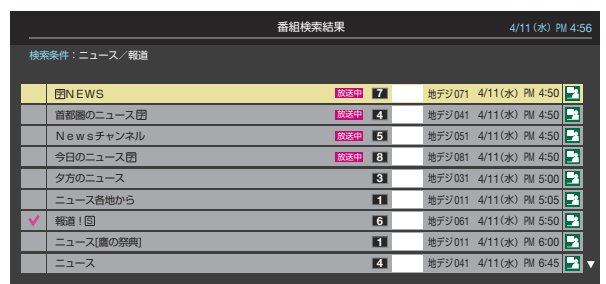 番組検索結果 4/11(水) PM 4:56
検索条件:ニュース/報道
字NEWS 放送中 7 地デジ071 4/11(水) PM 4:50
首都圏のニュース字 放送中 4 地デジ041 4/11(水) PM 4:50
Newsチャンネル 放送中 5 地デジ051 4/11(水) PM 4:50
今日のニュース字 放送中 8 地デジ081 4/11(水) PM 4:50
夕方のニュース 3 地デジ031 4/11(水) PM 5:00
ニュース各地から 1 地デジ011 4/11(水) PM 5:05
報道!S 6 地デジ061 4/11(水) PM 5:50
ニュース[鷹の祭典] 1 地デジ011 4/11(水) PM 6:00
ニュース 4 地デジ041 4/11(水) PM 6:45